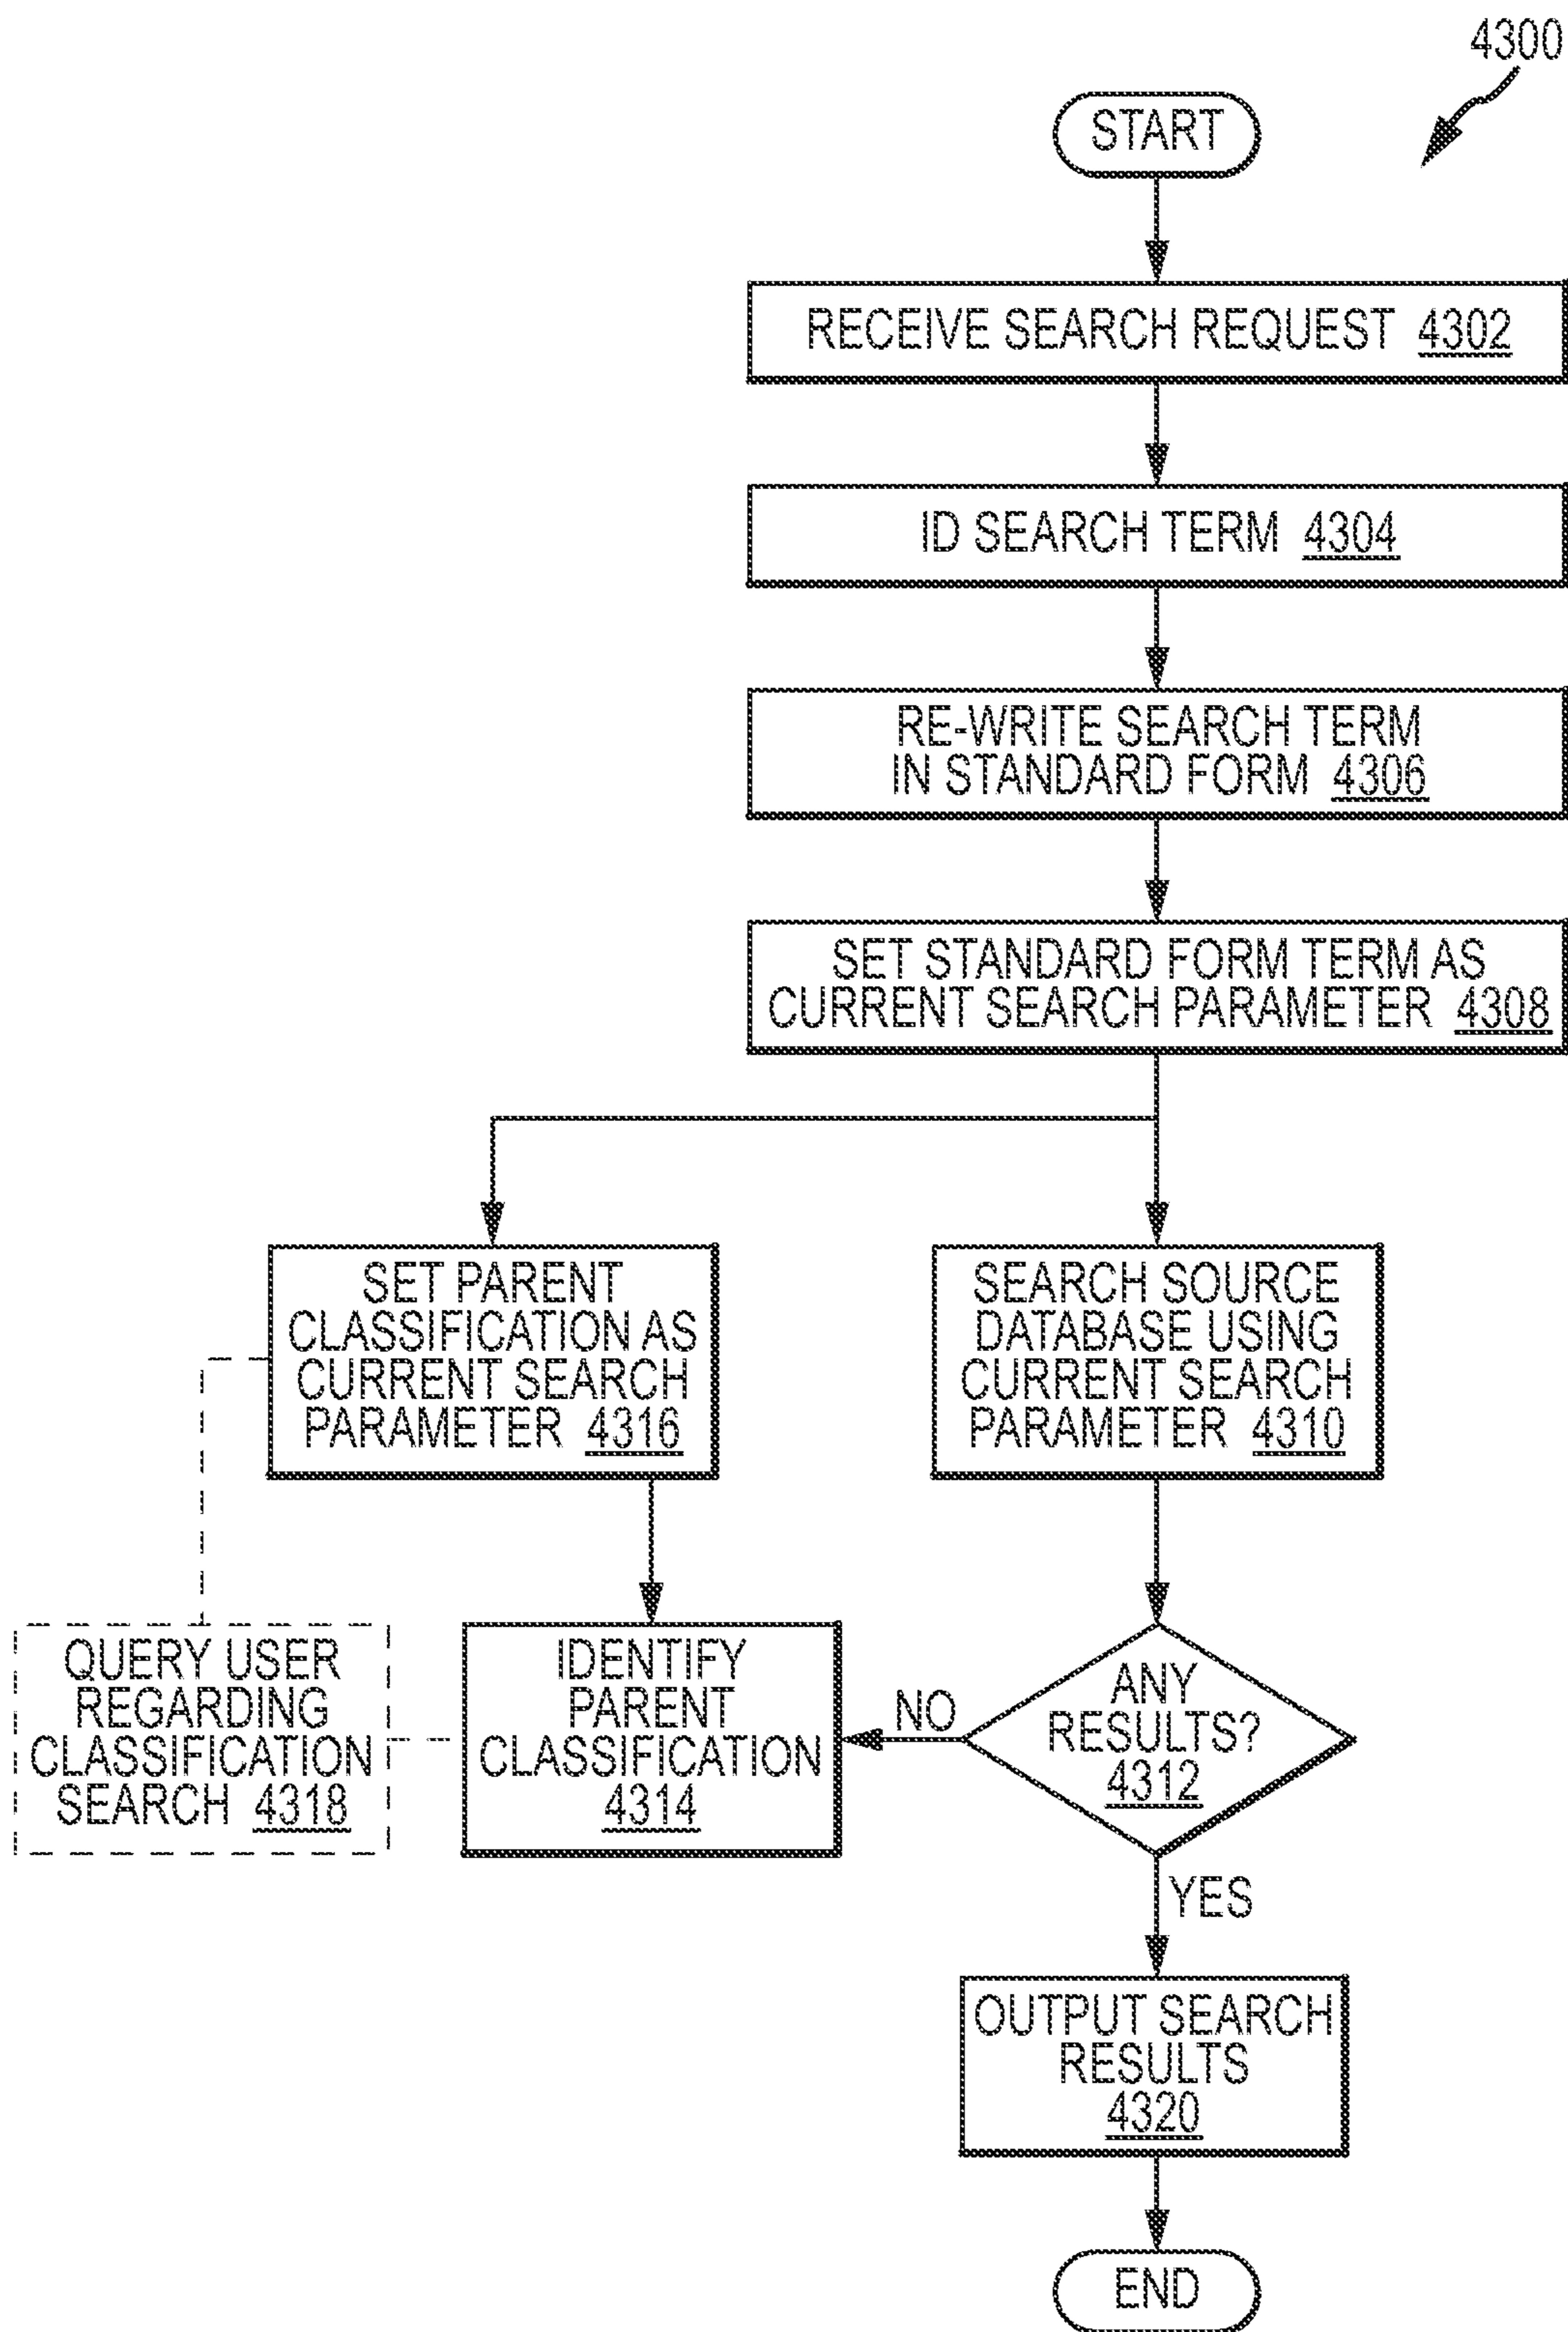 4300
START
RECEIVE SEARCH REQUEST 4302
ID SEARCH TERM 4304
RE-WRITE SEARCH TERM
IN STANDARD FORM 4306
SET STANDARD FORM TERM AS
CURRENT SEARCH PARAMETER 4308
SET PARENT
CLASSIFICATION AS
CURRENT SEARCH
PARAMETER 4316
SEARCH SOURCE
DATABASE USING
CURRENT SEARCH
PARAMETER 4310
QUERY USER
REGARDING
CLASSIFICATION
SEARCH 4318
IDENTIFY
PARENT
CLASSIFICATION
4314
NO
ANY
RESULTS?
4312
YES
OUTPUT SEARCH
RESULTS
4320
END